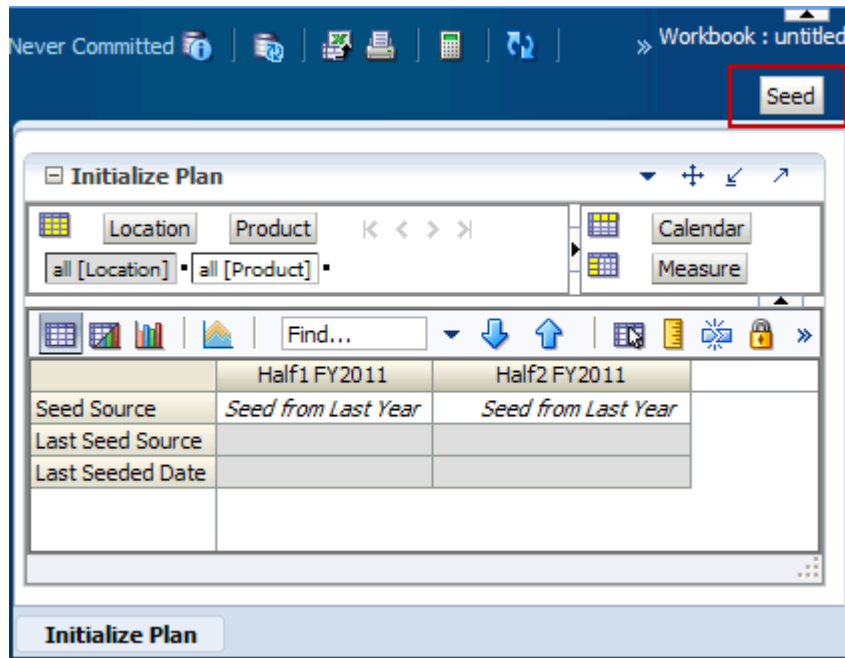 Never Committed
» Workbook : untitled
Seed
Initialize Plan
Location Product Calendar
all [Location] all [Product] Measure
Find... »
Half1 FY2011 Half2 FY2011
Seed Source Seed from Last Year Seed from Last Year
Last Seed Source
Last Seeded Date
Initialize Plan